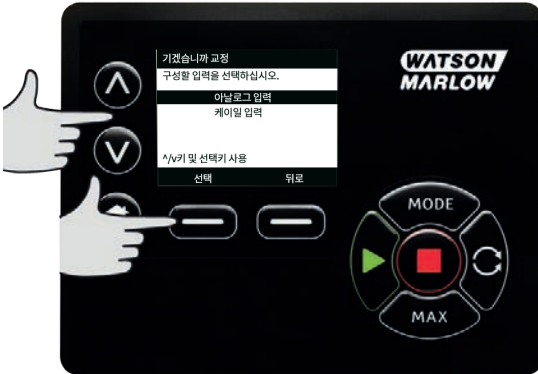 기겠습니까 교정
구성할 입력을 선택하십시오.
아날로그 입력
케이일 입력
^/v키 및 선택키 사용
선택 뒤로
WATSON
MARLOW
MODE
MAX